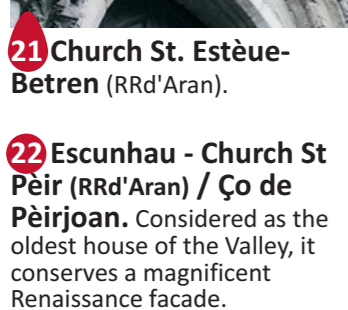 21 Church St. Estèue-
Betren (RRd'Aran).
22 Escunhau - Church St
Pèir (RRd'Aran) / Ço de
Pèirjoan. Considered as the
oldest house of the Valley, it
conserves a magnificent
Renaissance facade.